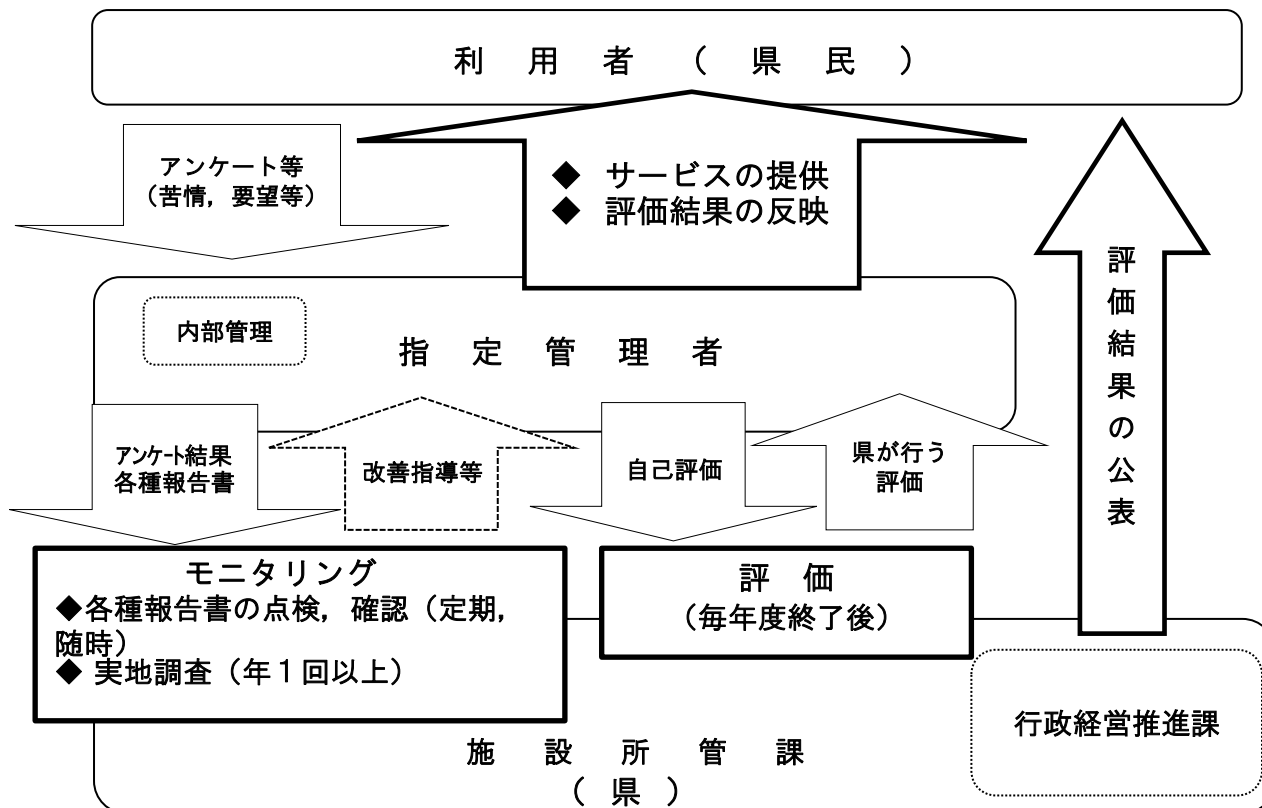 利用者（県民）
アンケート等
（苦情，要望等）
◆ サービスの提供
◆ 評価結果の反映
評価結果の公表
内部管理
指定管理者
アンケート結果
各種報告書
改善指導等
自己評価
県が行う
評価
モニタリング
◆各種報告書の点検，確認（定期，
随時）
◆ 実地調査（年１回以上）
評　価
（毎年度終了後）
行政経営推進課
施設所管課
（県）